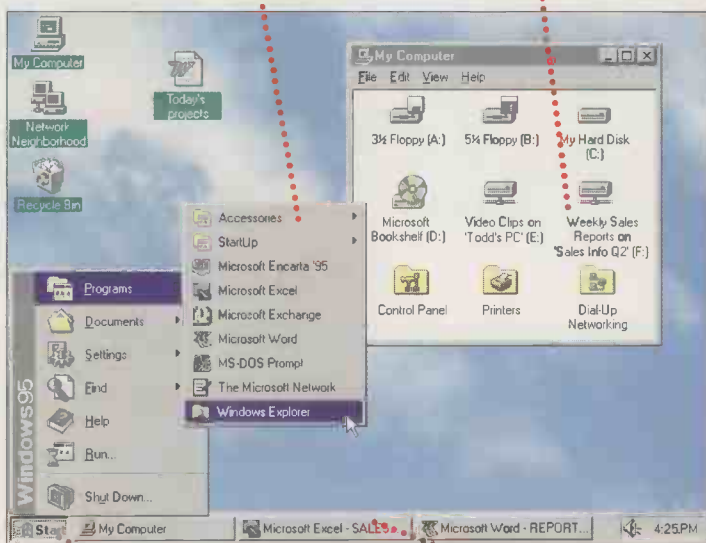 My Computer
Network
Neighborhood
Recycle Bin
Today's
projects
My Computer
File Edit View Help
3½ Floppy (A:)
5¼ Floppy (B:)
My Hard Disk
(C:)
Microsoft
Bookshelf (D:)
Video Clips on
'Todd's PC' (E:)
Weekly Sales
Reports on
'Sales Info Q2' (F:)
Control Panel
Printers
Dial-Up
Networking
Accessories
StartUp
Microsoft Encarta '95
Microsoft Excel
Microsoft Exchange
Microsoft Word
MS-DOS Prompt
The Microsoft Network
Windows Explorer
Programs
Documents
Settings
Find
Help
Run...
Shut Down...
Windows95
Start
My Computer
Microsoft Excel - SALES...
Microsoft Word - REPORT...
4:25 PM